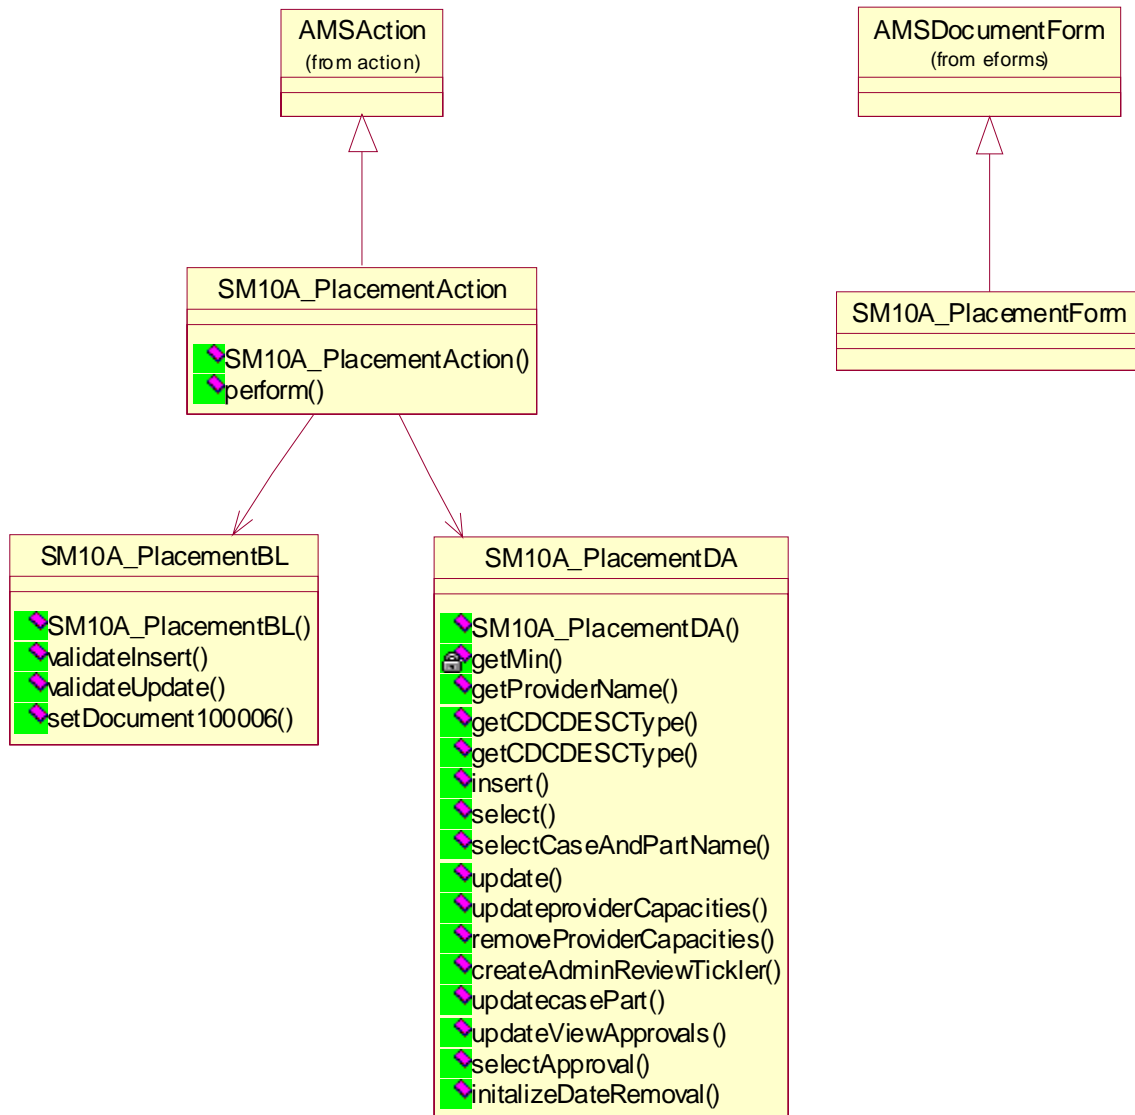 AMSAction
(from action)
AMSDocumentForm
(from eforms)
SM10A_PlacementAction
SM10A_PlacementAction()
perform()
SM10A_PlacementForm
SM10A_PlacementBL
SM10A_PlacementBL()
validateInsert()
validateUpdate()
setDocument100006()
SM10A_PlacementDA
SM10A_PlacementDA()
getMin()
getProviderName()
getCDCDESCType()
getCDCDESCType()
insert()
select()
selectCaseAndPartName()
update()
updateproviderCapacities()
removeProviderCapacities()
createAdminReviewTickler()
updatecasePart()
updateViewApprovals()
selectApproval()
initalizeDateRemoval()